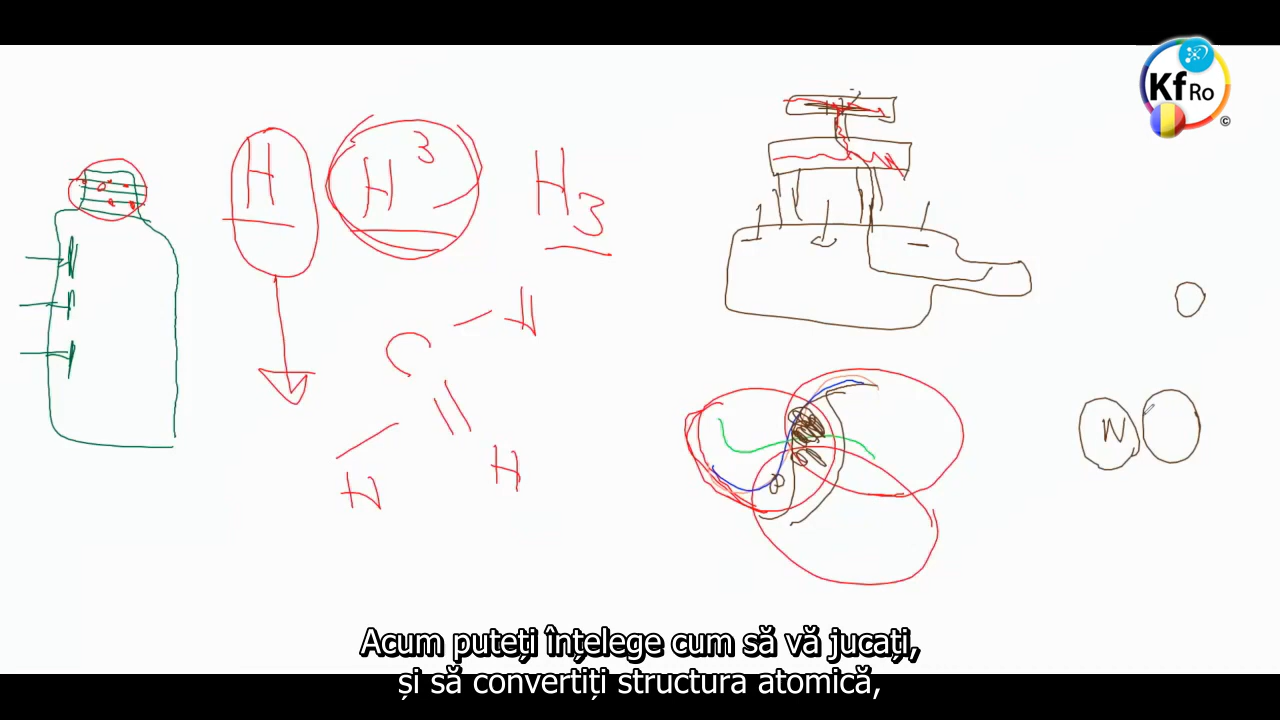 Kf Ro
©
H H³ H₃
C H
H H
N
Acum puteți înțelege cum să vă jucați,
și să convertiți structura atomică,